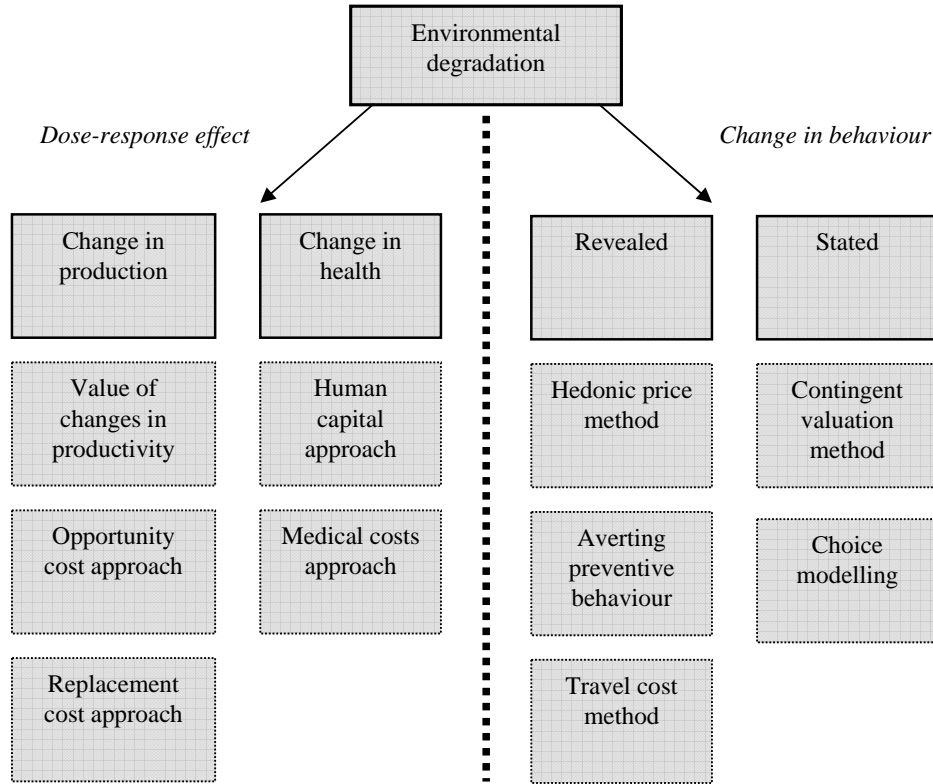 Environmental
degradation
Dose-response effect
Change in behaviour
Change in
production
Change in
health
Revealed
Stated
Value of
changes in
productivity
Human
capital
approach
Hedonic price
method
Contingent
valuation
method
Opportunity
cost approach
Medical costs
approach
Averting
preventive
behaviour
Choice
modelling
Replacement
cost approach
Travel cost
method